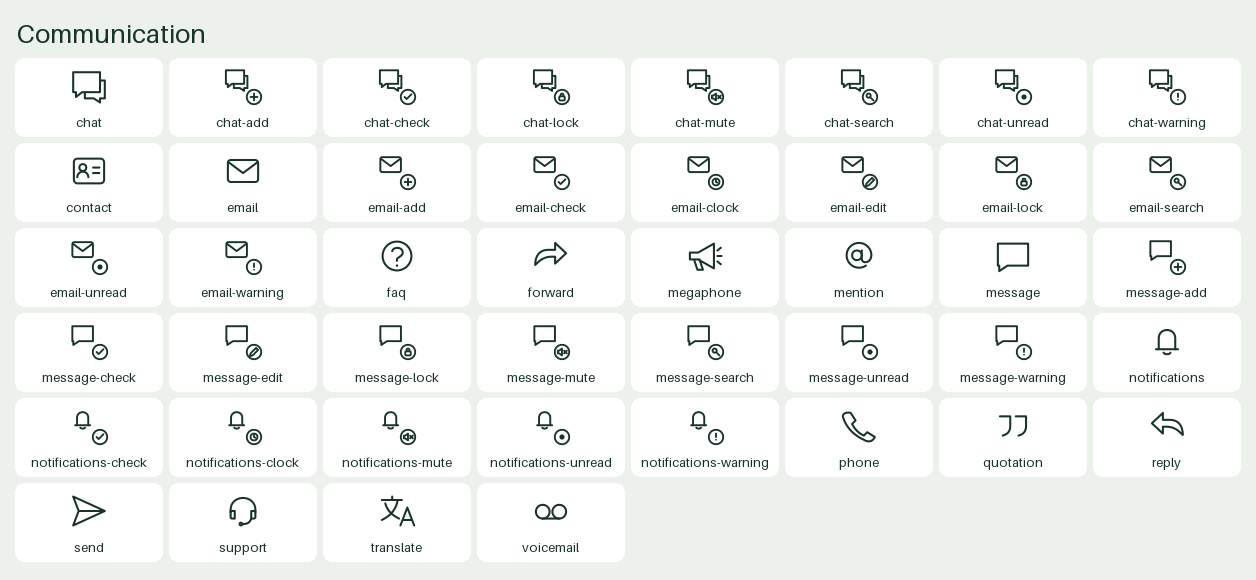 Communication
chat
chat-add
chat-check
chat-lock
chat-mute
chat-search
chat-unread
chat-warning
contact
email
email-add
email-check
email-clock
email-edit
email-lock
email-search
email-unread
email-warning
faq
forward
megaphone
mention
message
message-add
message-check
message-edit
message-lock
message-mute
message-search
message-unread
message-warning
notifications
notifications-check
notifications-clock
notifications-mute
notifications-unread
notifications-warning
phone
quotation
reply
send
support
文A
translate
voicemail